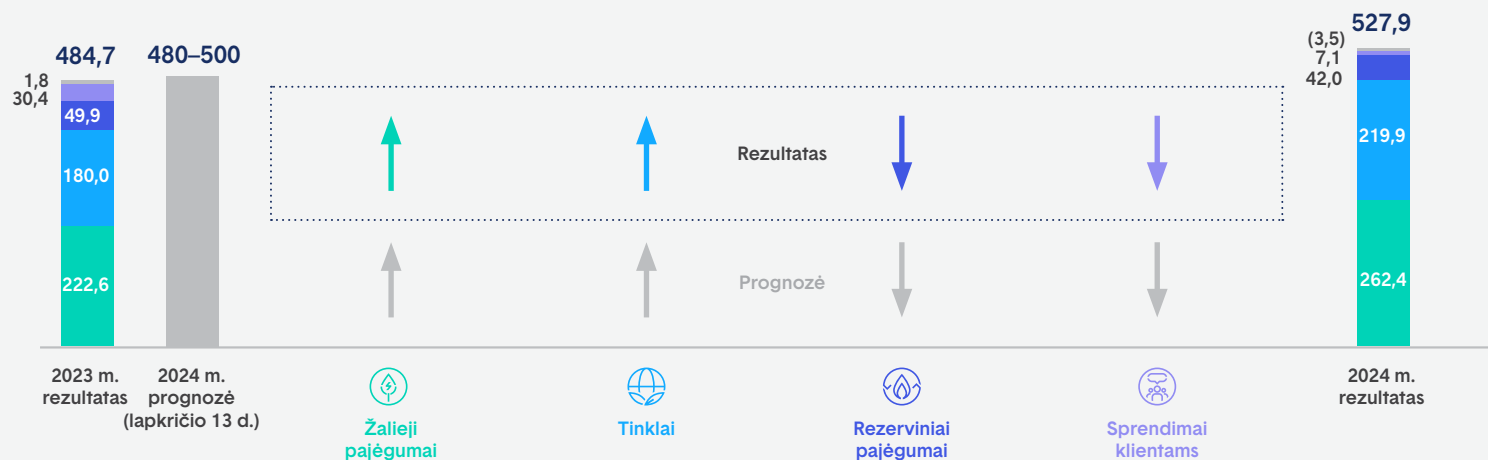 484,7
1,8
30,4
49,9
180,0
222,6
2023 m.
rezultatas
480–500
2024 m.
prognozė
(lapkričio 13 d.)
Rezultatas
Prognozė
Žalieji
pajėgumai
Tinklai
Rezerviniai
pajėgumai
Sprendimai
klientams
527,9
(3,5)
7,1
42,0
219,9
262,4
2024 m.
rezultatas